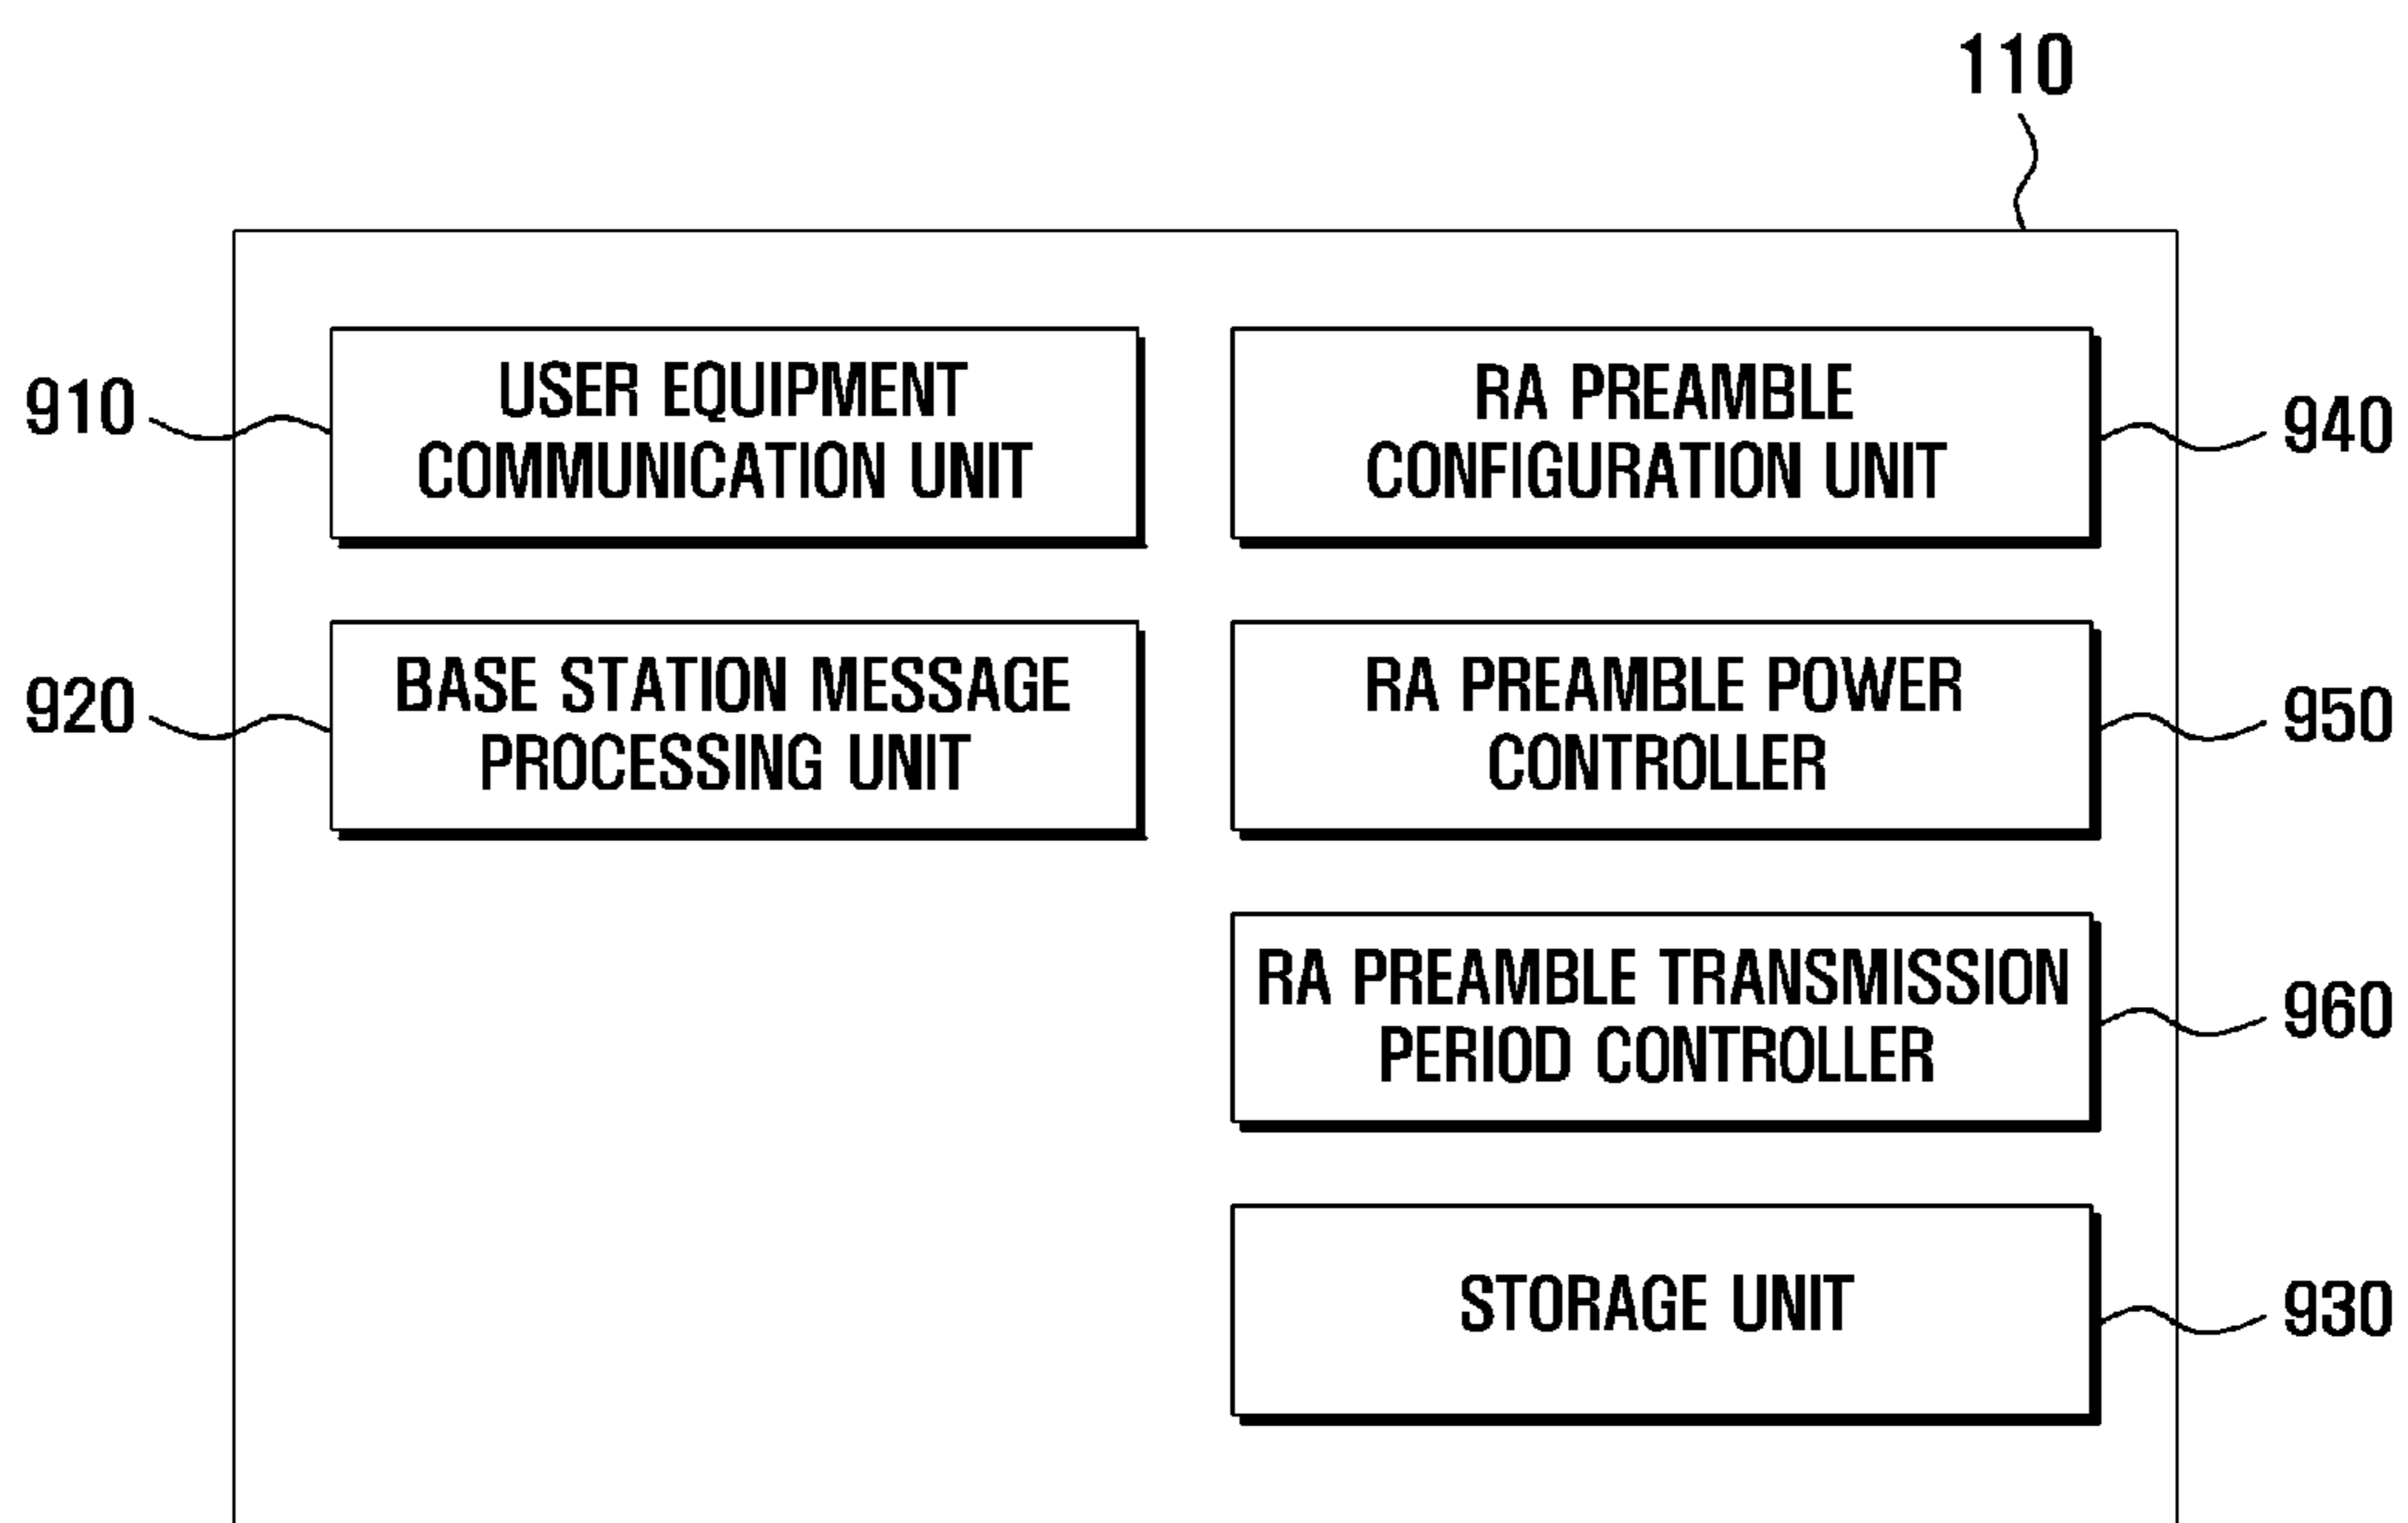 110
910
USER EQUIPMENT
COMMUNICATION UNIT
RA PREAMBLE
CONFIGURATION UNIT
940
920
BASE STATION MESSAGE
PROCESSING UNIT
RA PREAMBLE POWER
CONTROLLER
950
RA PREAMBLE TRANSMISSION
PERIOD CONTROLLER
960
STORAGE UNIT
930